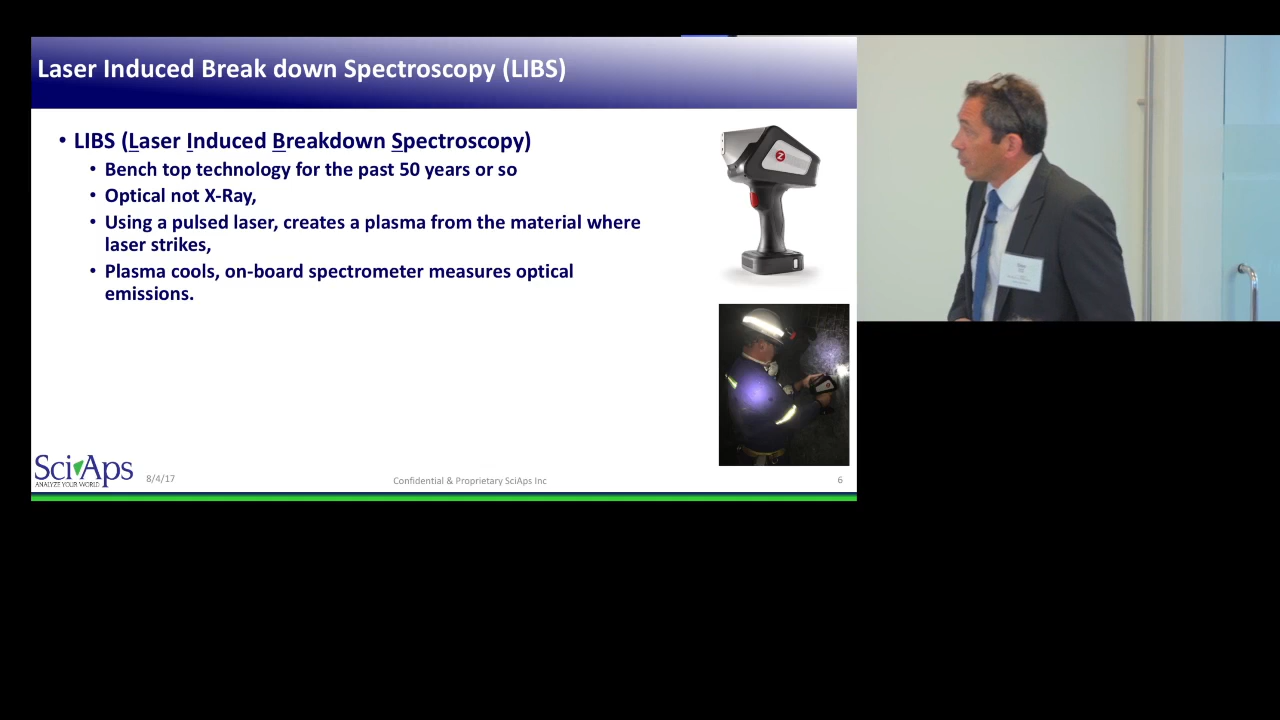 Laser Induced Break down Spectroscopy (LIBS)
• LIBS (Laser Induced Breakdown Spectroscopy)
• Bench top technology for the past 50 years or so
• Optical not X-Ray,
• Using a pulsed laser, creates a plasma from the material where
laser strikes,
• Plasma cools, on-board spectrometer measures optical
emissions.
Z
SciAps
ANALYZE YOUR WORLD
8/4/17
Confidential & Proprietary SciAps Inc
6